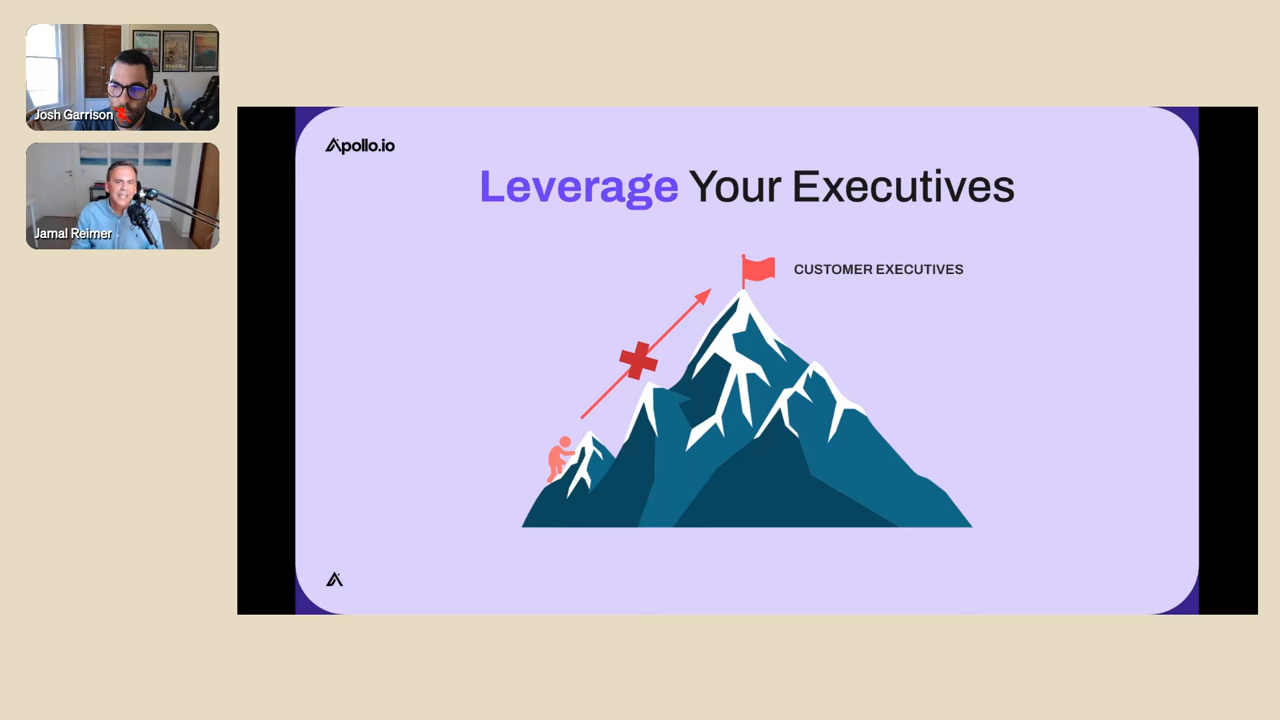 Josh Garrison
Jamal Reimer
Apollo.io
Leverage Your Executives
CUSTOMER EXECUTIVES